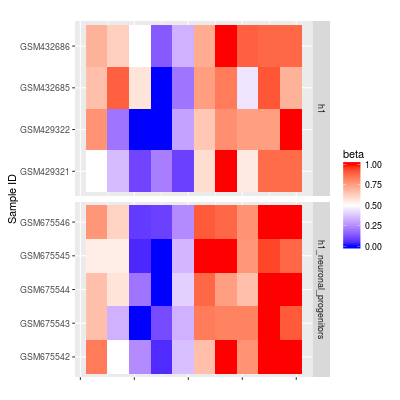 GSM432686
GSM432685
GSM429322
GSM429321
h1
GSM675546
GSM675545
GSM675544
GSM675543
GSM675542
h1_neuronal_progenitors
Sample ID
beta
1.00
0.75
0.50
0.25
0.00